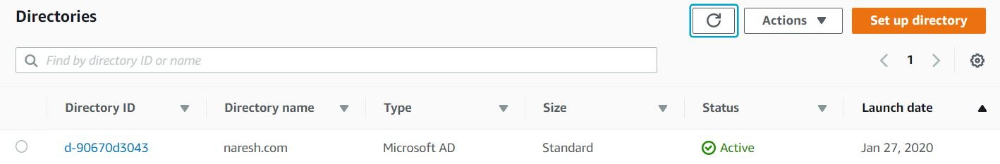 Directories
Actions
Set up directory
Find by directory ID or name
1
Directory ID Directory name Type Size Status Launch date
d-90670d3043 naresh.com Microsoft AD Standard Active Jan 27, 2020